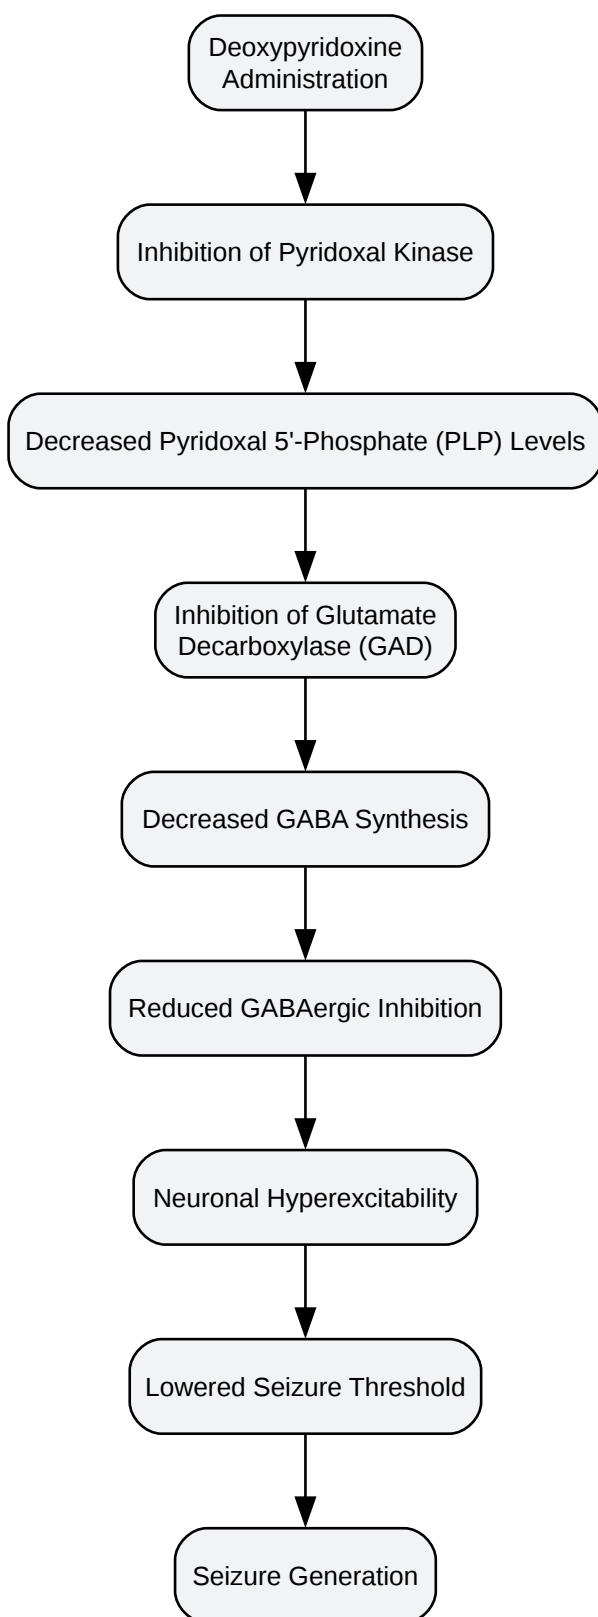 Deoxypyridoxine
Administration
Inhibition of Pyridoxal Kinase
Decreased Pyridoxal 5'-Phosphate (PLP) Levels
Inhibition of Glutamate
Decarboxylase (GAD)
Decreased GABA Synthesis
Reduced GABAergic Inhibition
Neuronal Hyperexcitability
Lowered Seizure Threshold
Seizure Generation